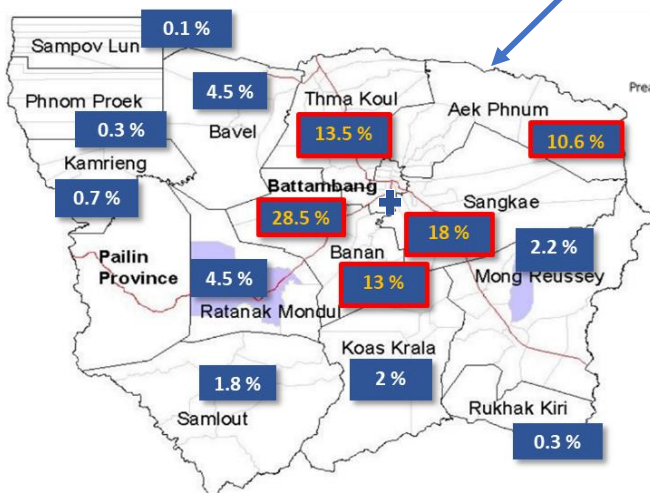 0.1 %
Sampov Lun
4.5 %
Thma Koul
Prea
Phnom Proek
Aek Phnum
0.3 %
Bavel
13.5 %
10.6 %
Kamrieng
0.7 %
Battambang
Sangkae
28.5 %
18 %
2.2 %
Pailin
Province
Banan
4.5 %
13 %
Mong Reussey
Ratanak Mondul
Koas Krala
1.8 %
2 %
Samlout
Rukhak Kiri
0.3 %